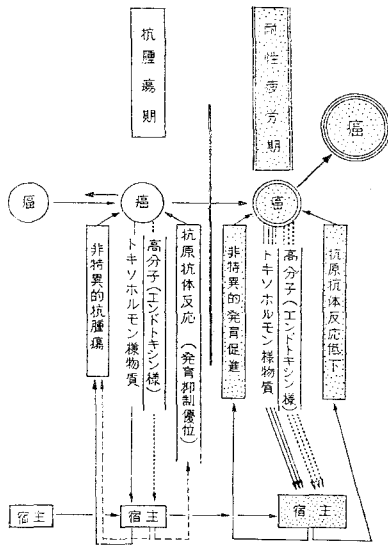 抗腫瘍期
耐性疲労期
癌
癌
癌
癌
非特異的抗腫瘍
トキソホルモン様物質
高分子(エンドトキシン様)
抗原抗体反応 (発育抑制優位)
非特異的発育促進
トキソホルモン様物質
高分子(エンドトキシン様)
抗原抗体反応低下
宿主
宿主
宿主